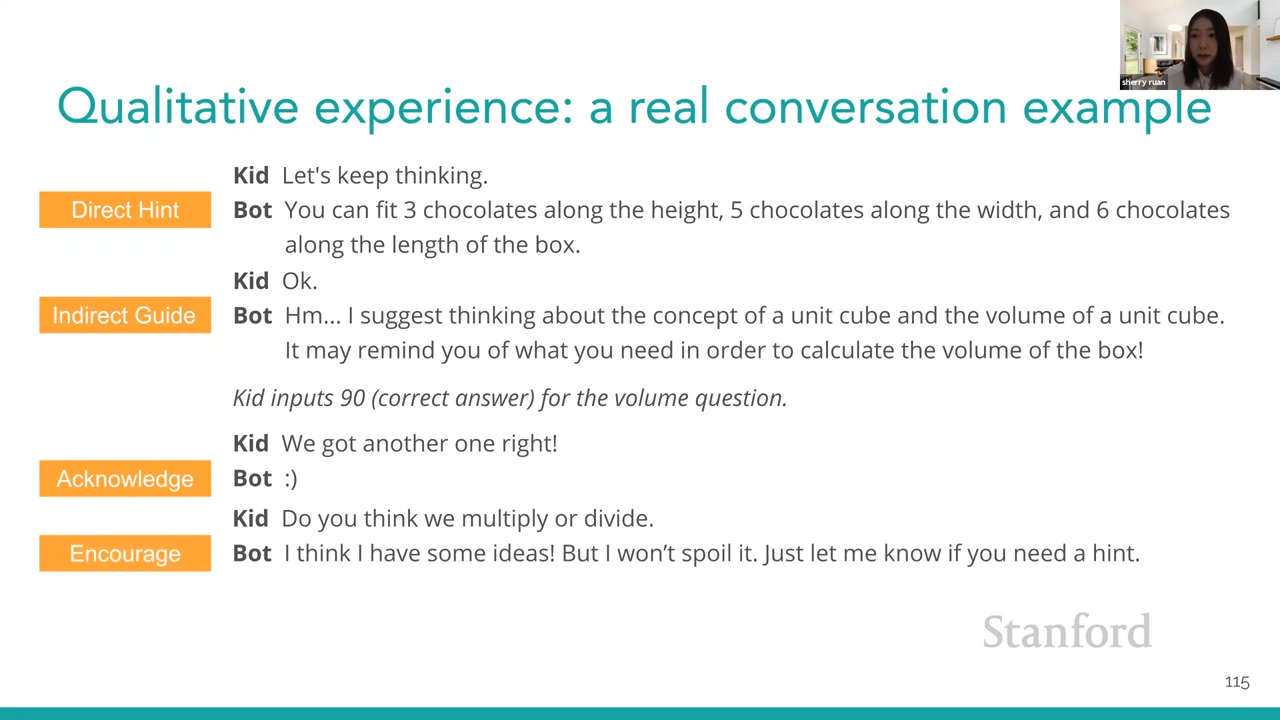 sherry ruan
Qualitative experience: a real conversation example
Kid Let's keep thinking.
Direct Hint
Bot You can fit 3 chocolates along the height, 5 chocolates along the width, and 6 chocolates
along the length of the box.
Kid Ok.
Indirect Guide
Bot Hm... I suggest thinking about the concept of a unit cube and the volume of a unit cube.
It may remind you of what you need in order to calculate the volume of the box!
Kid inputs 90 (correct answer) for the volume question.
Kid We got another one right!
Acknowledge
Bot :)
Kid Do you think we multiply or divide.
Encourage
Bot I think I have some ideas! But I won’t spoil it. Just let me know if you need a hint.
Stanford
115